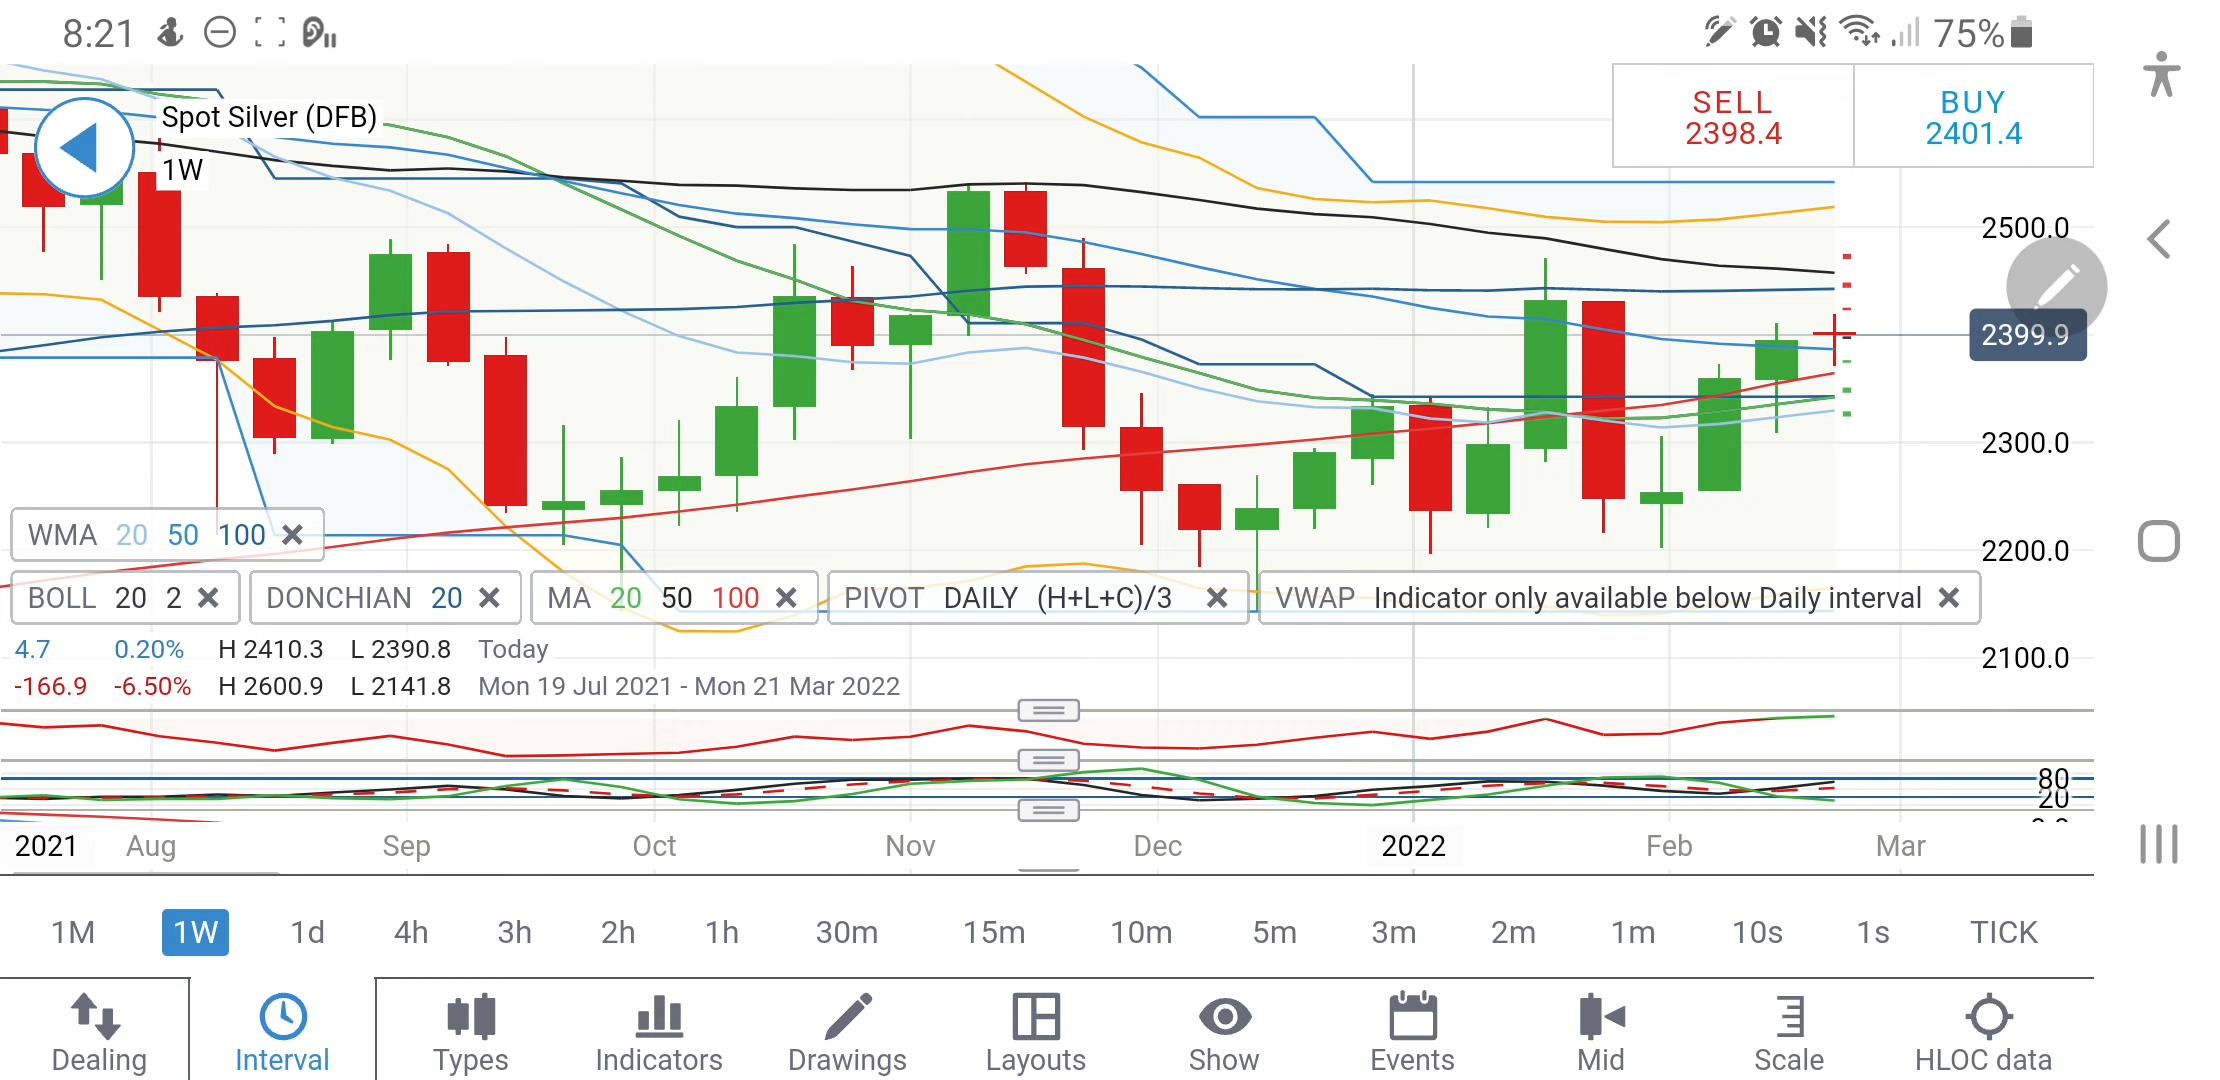 8:21
75%
Spot Silver (DFB)
1W
SELL
2398.4
BUY
2401.4
2500.0
2399.9
2300.0
2200.0
2100.0
WMA 20 50 100
BOLL 20 2
DONCHIAN 20
MA 20 50 100
PIVOT DAILY (H+L+C)/3
VWAP Indicator only available below Daily interval
4.7 0.20% H 2410.3 L 2390.8 Today
-166.9 -6.50% H 2600.9 L 2141.8 Mon 19 Jul 2021 - Mon 21 Mar 2022
80
20
2021 Aug Sep Oct Nov Dec 2022 Feb Mar
1M 1W 1d 4h 3h 2h 1h 30m 15m 10m 5m 3m 2m 1m 10s 1s TICK
Dealing Interval Types Indicators Drawings Layouts Show Events Mid Scale HLOC data